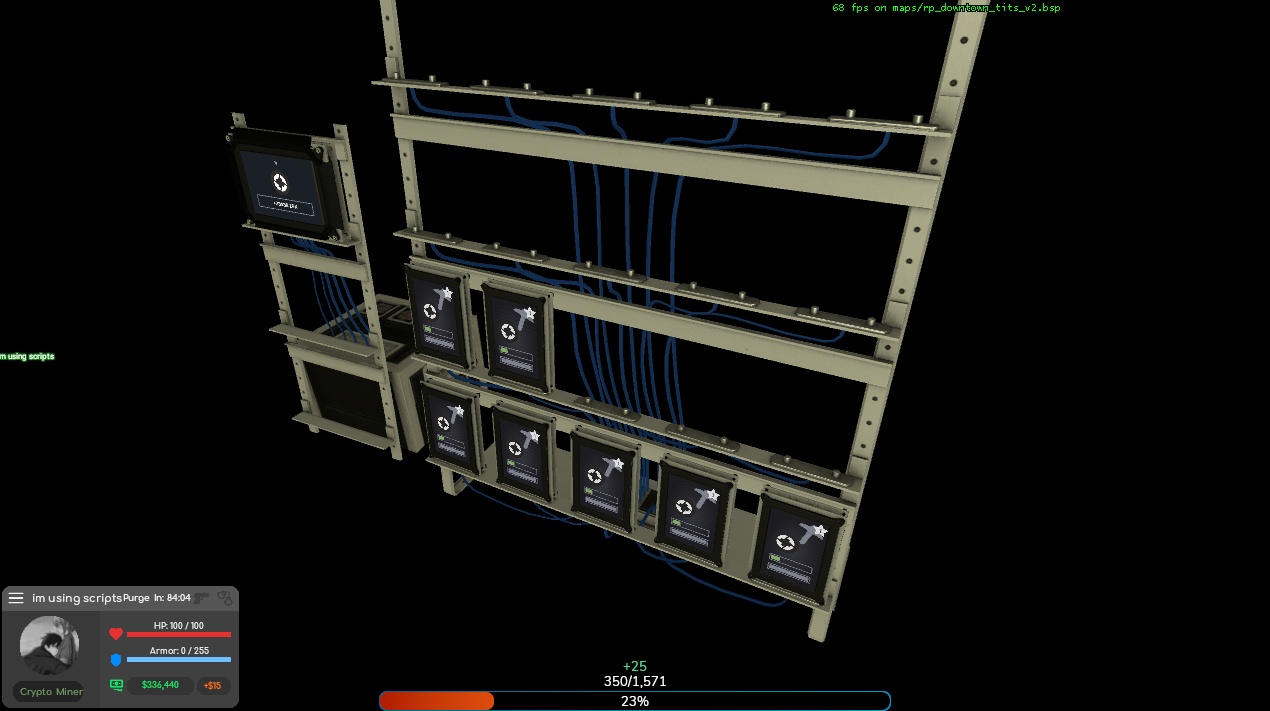 68 fps on maps/rp_downtown_tits_v2.bsp
m using scripts
im using scripts Purge In: 84:04
HP: 100 / 100
Armor: 0 / 255
Crypto Miner
$336,440
+$15
+25
350/1,571
23%